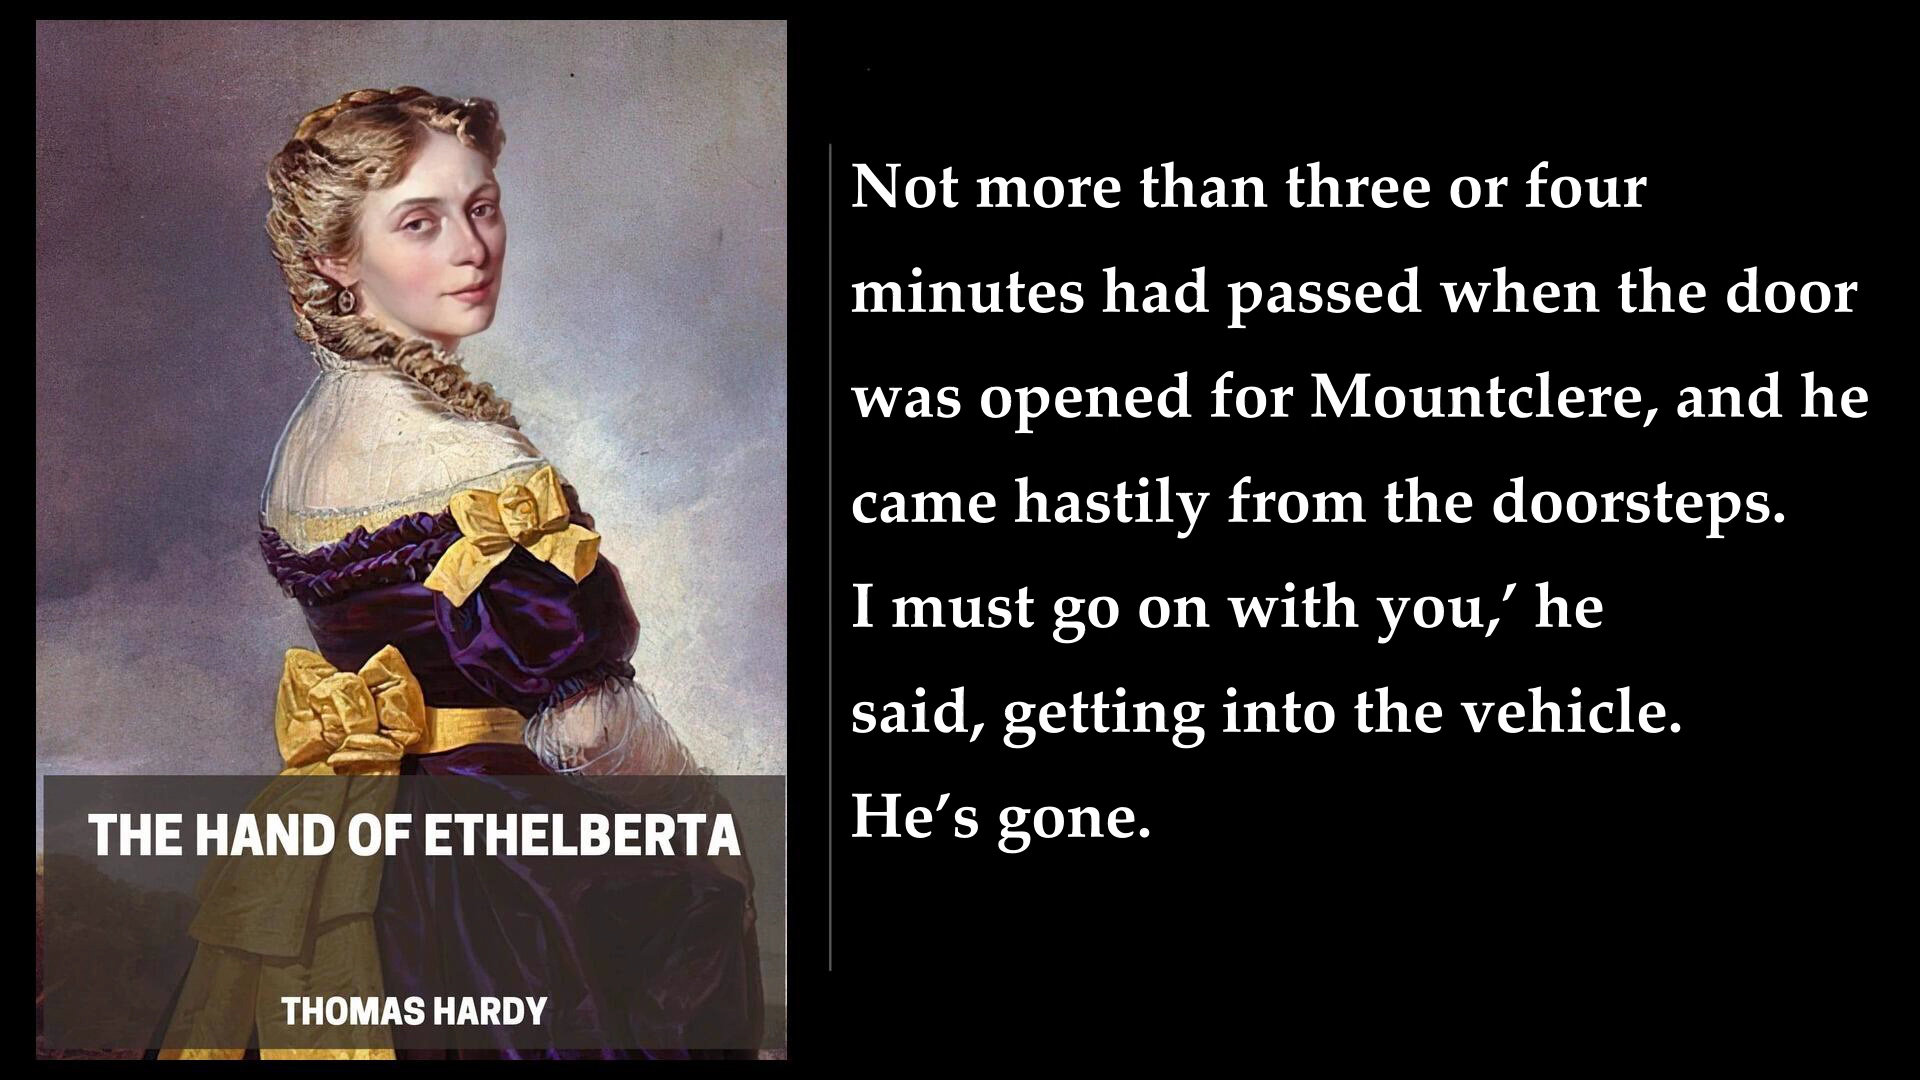 THE HAND OF ETHELBERTA
THOMAS HARDY
Not more than three or four
minutes had passed when the door
was opened for Mountclere, and he
came hastily from the doorsteps.
I must go on with you,’ he
said, getting into the vehicle.
He’s gone.